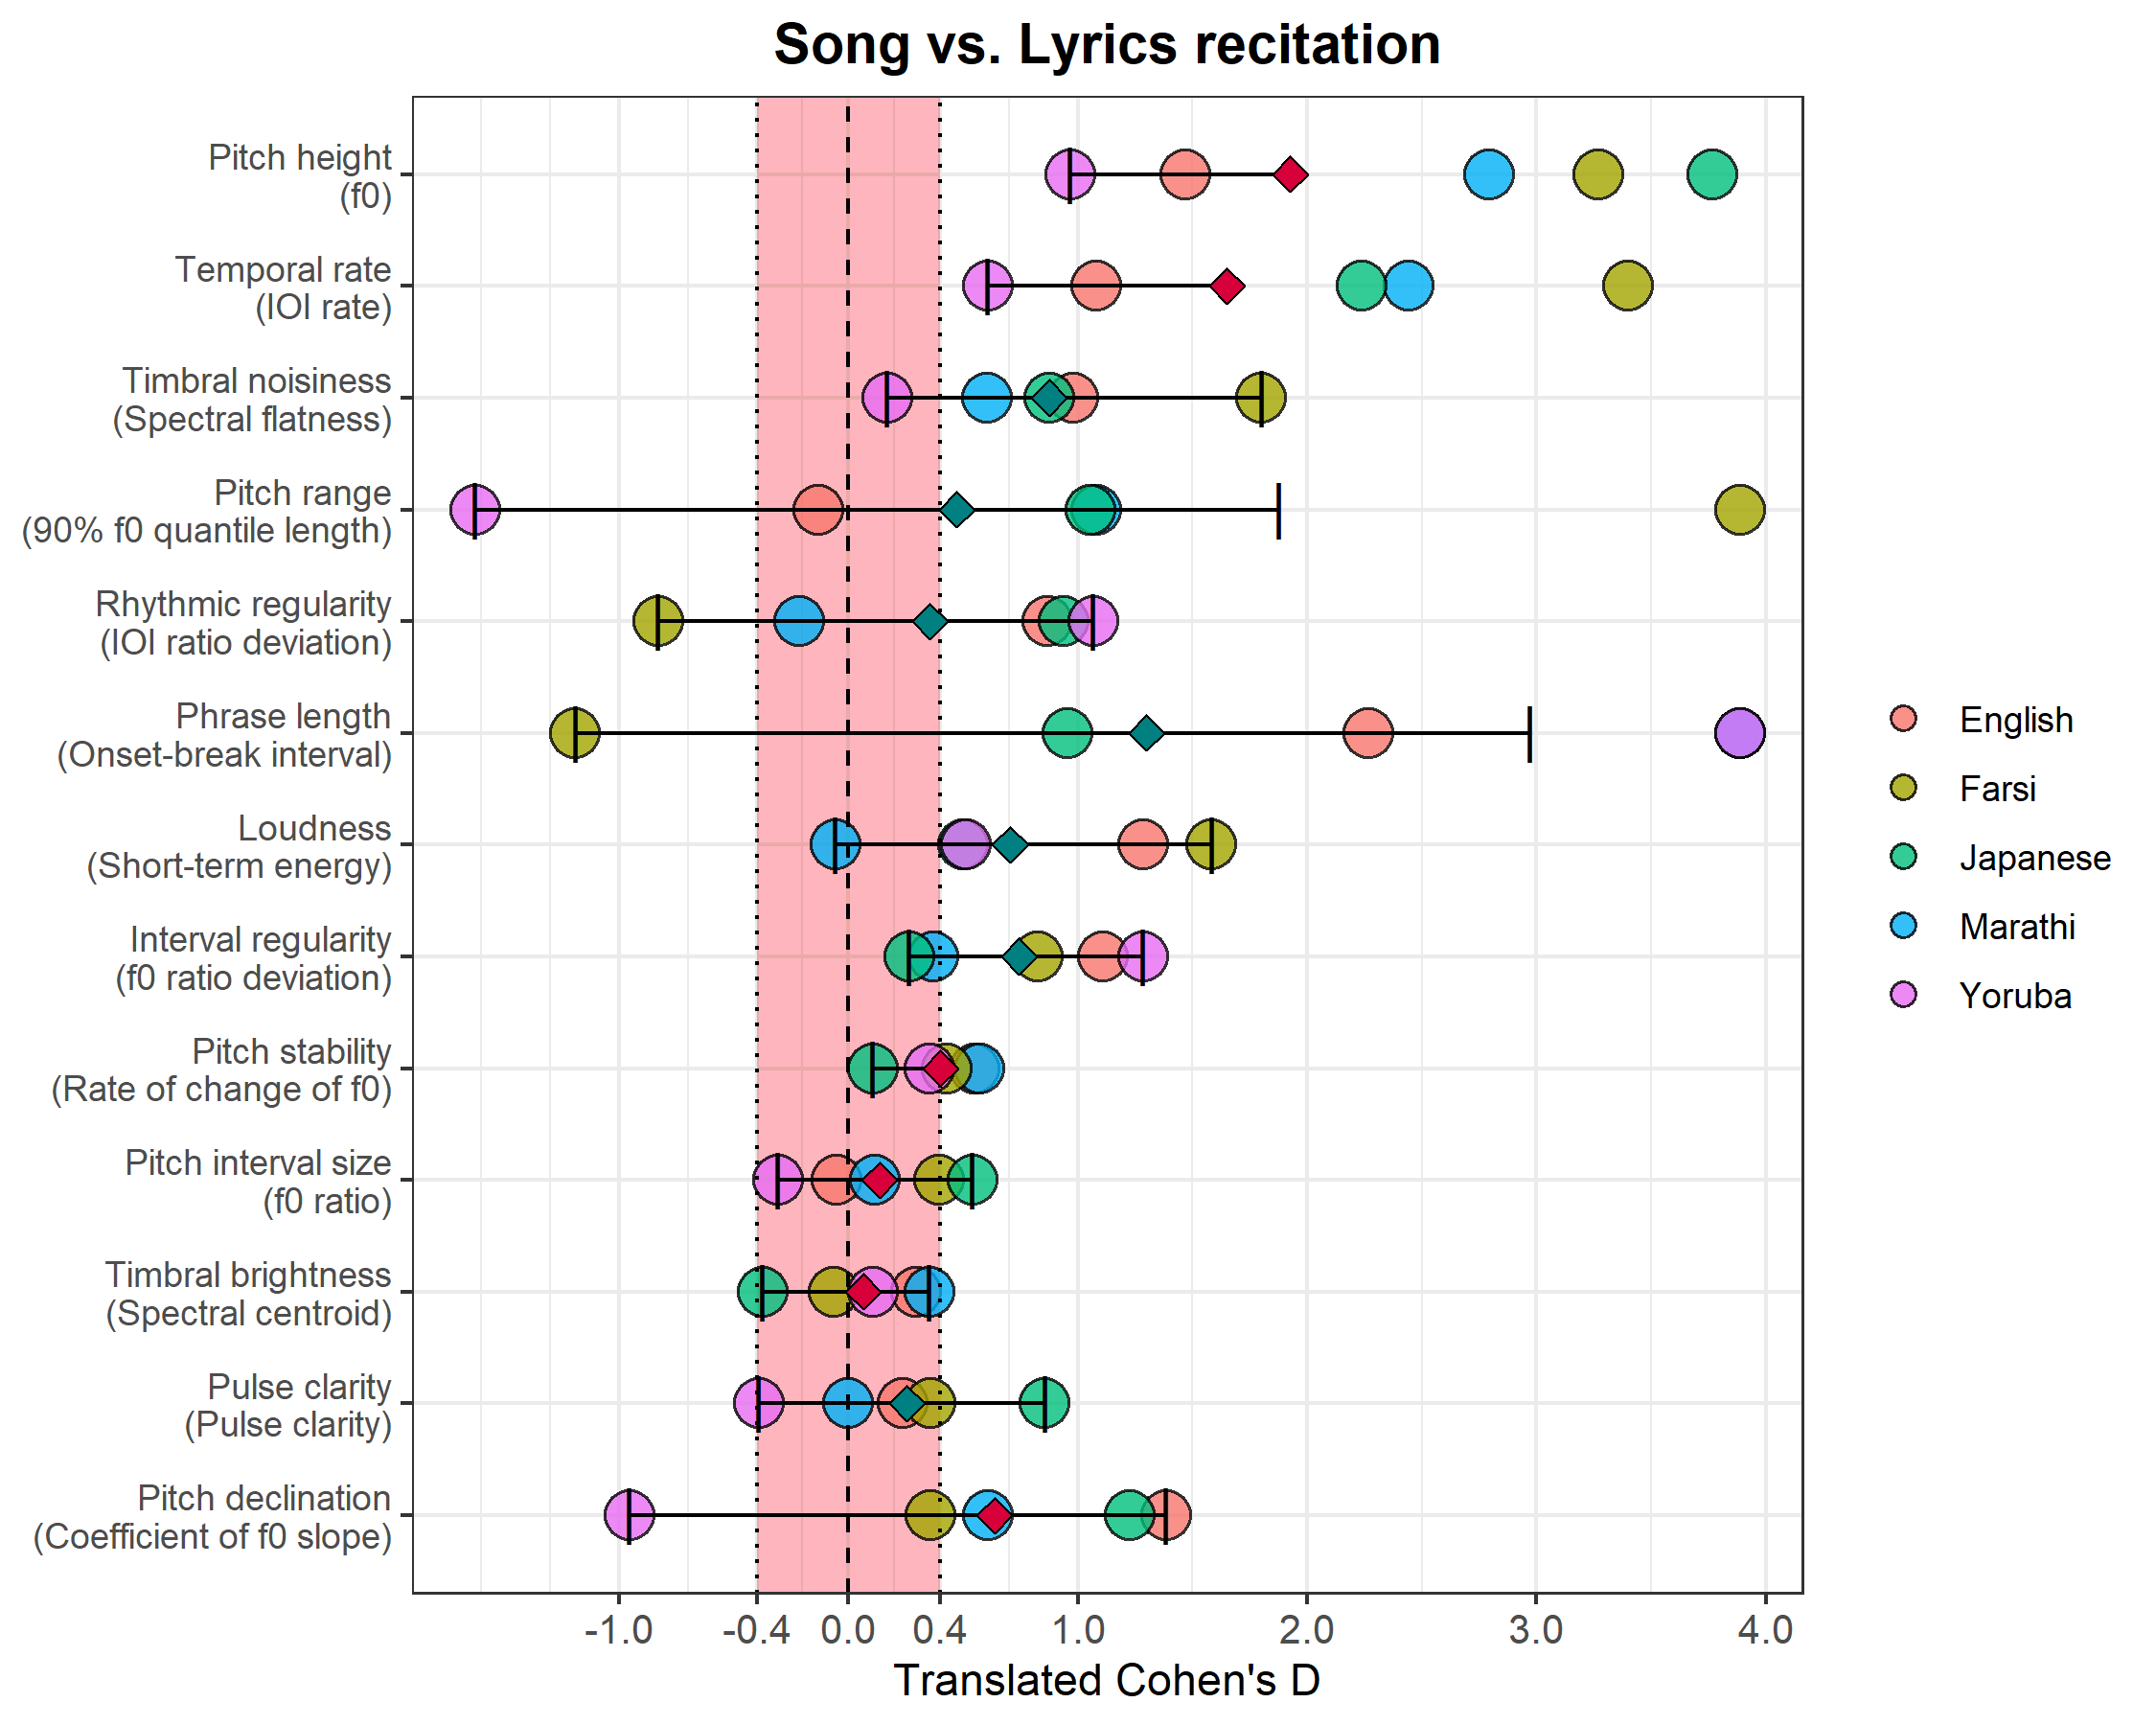 Song vs. Lyrics recitation
Pitch height
(f0)
Temporal rate
(IOI rate)
Timbral noisiness
(Spectral flatness)
Pitch range
(90% f0 quantile length)
Rhythmic regularity
(IOI ratio deviation)
Phrase length
(Onset-break interval)
Loudness
(Short-term energy)
Interval regularity
(f0 ratio deviation)
Pitch stability
(Rate of change of f0)
Pitch interval size
(f0 ratio)
Timbral brightness
(Spectral centroid)
Pulse clarity
(Pulse clarity)
Pitch declination
(Coefficient of f0 slope)
-1.0 -0.4 0.0 0.4 1.0 2.0 3.0 4.0
Translated Cohen's D
English
Farsi
Japanese
Marathi
Yoruba